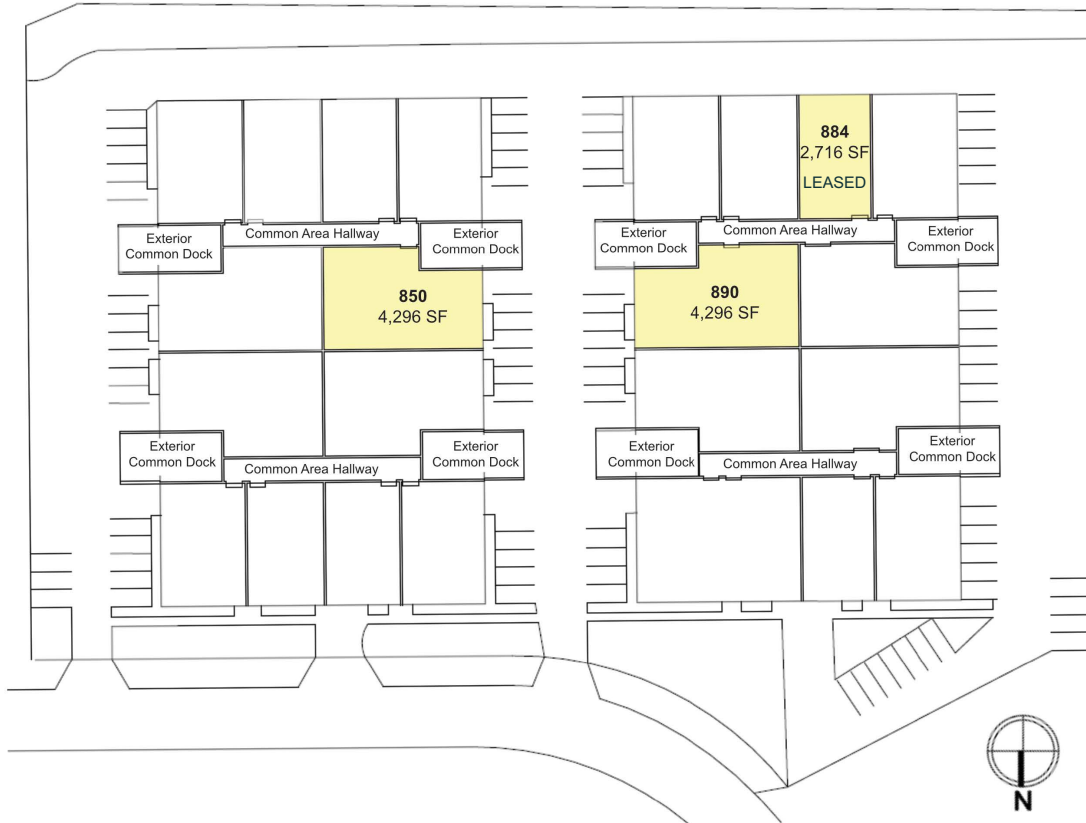 884
2,716 SF
LEASED
Exterior
Common Dock
Common Area Hallway
Exterior
Common Dock
Exterior
Common Dock
Common Area Hallway
Exterior
Common Dock
850
4,296 SF
890
4,296 SF
Exterior
Common Dock
Common Area Hallway
Exterior
Common Dock
Exterior
Common Dock
Common Area Hallway
Exterior
Common Dock
N